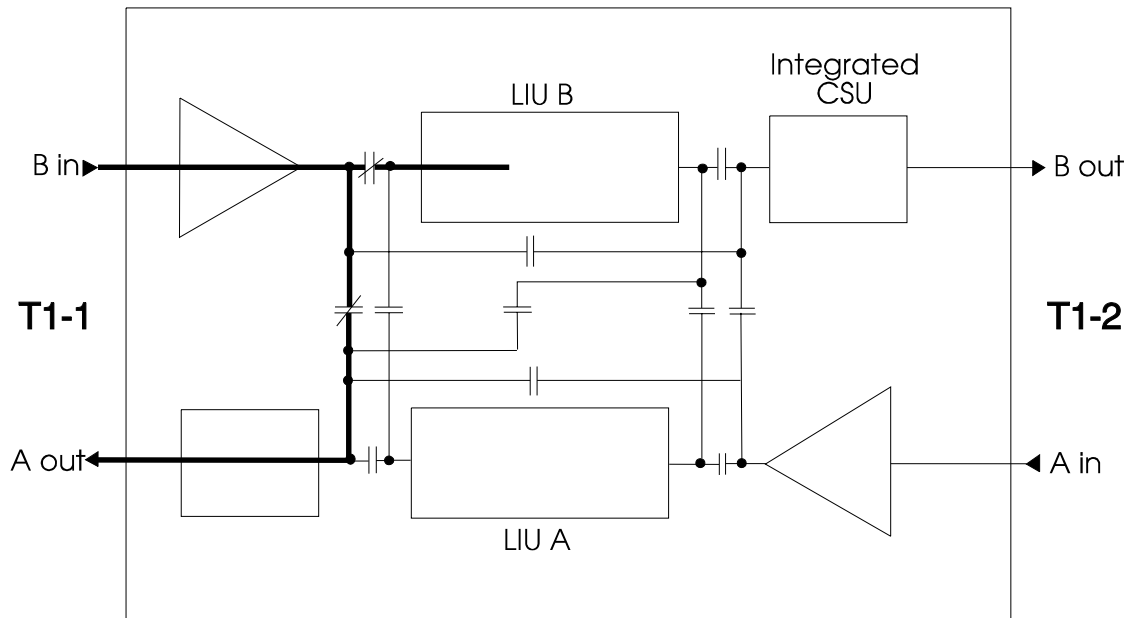 Integrated
CSU
LIU B
B in
B out
T1-1
T1-2
A out
A in
LIU A